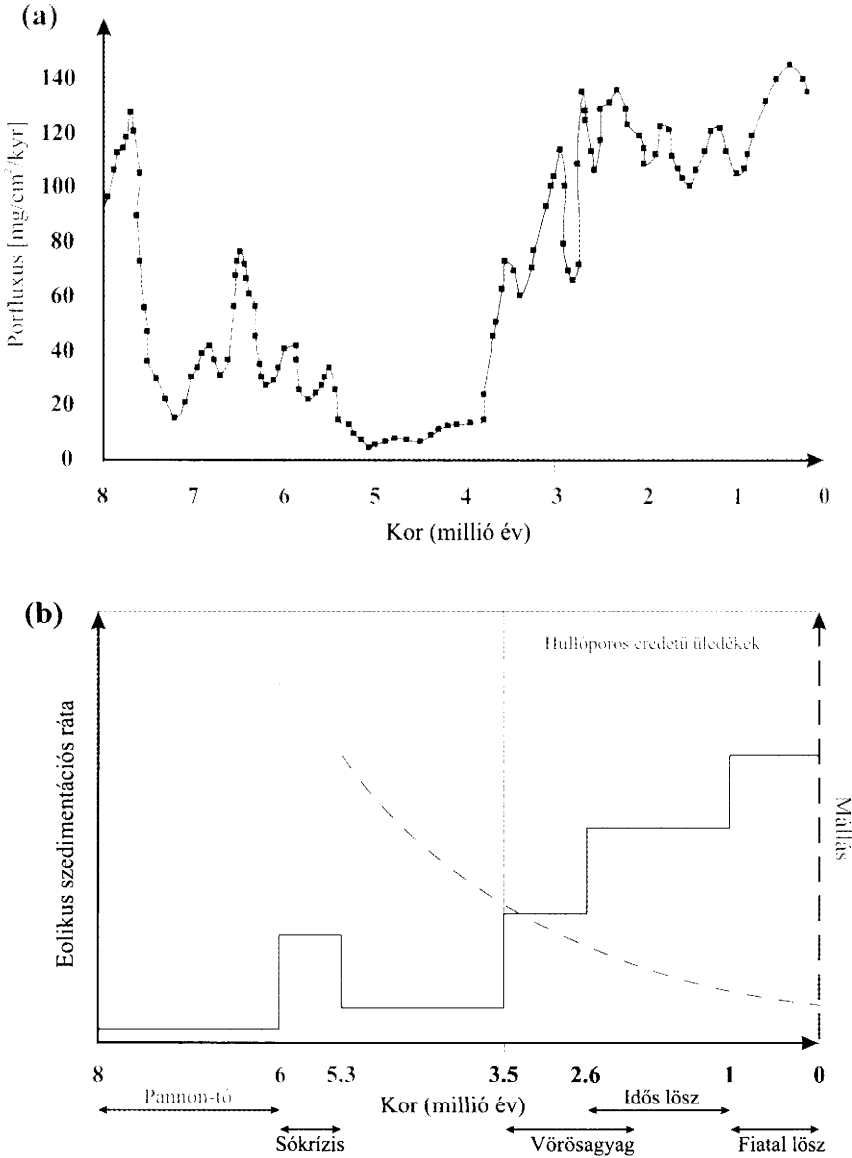 (a)
Porfluxus [mg/cm²/kyr]
140
120
100
80
60
40
20
0
8 7 6 5 4 3 2 1 0
Kor (millió év)
(b)
Hullóporos eredetű üledékek
Eolikus szedimentációs ráta
Mállás
8 6 5.3 3.5 2.6 1 0
Pannon-tó Kor (millió év) Idős lösz
Sókrízis Vörösagyag Fiatal lösz